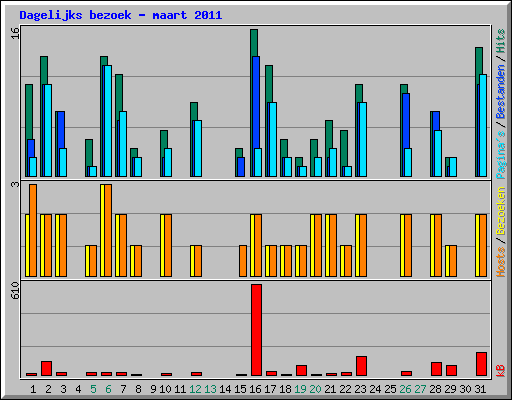 Dagelijks bezoek - maart 2011
16
3
610
Pagina's / Bestanden / Hits
Hosts / Bezoeken
kB
1 2 3 4 5 6 7 8 9 10 11 12 13 14 15 16 17 18 19 20 21 22 23 24 25 26 27 28 29 30 31